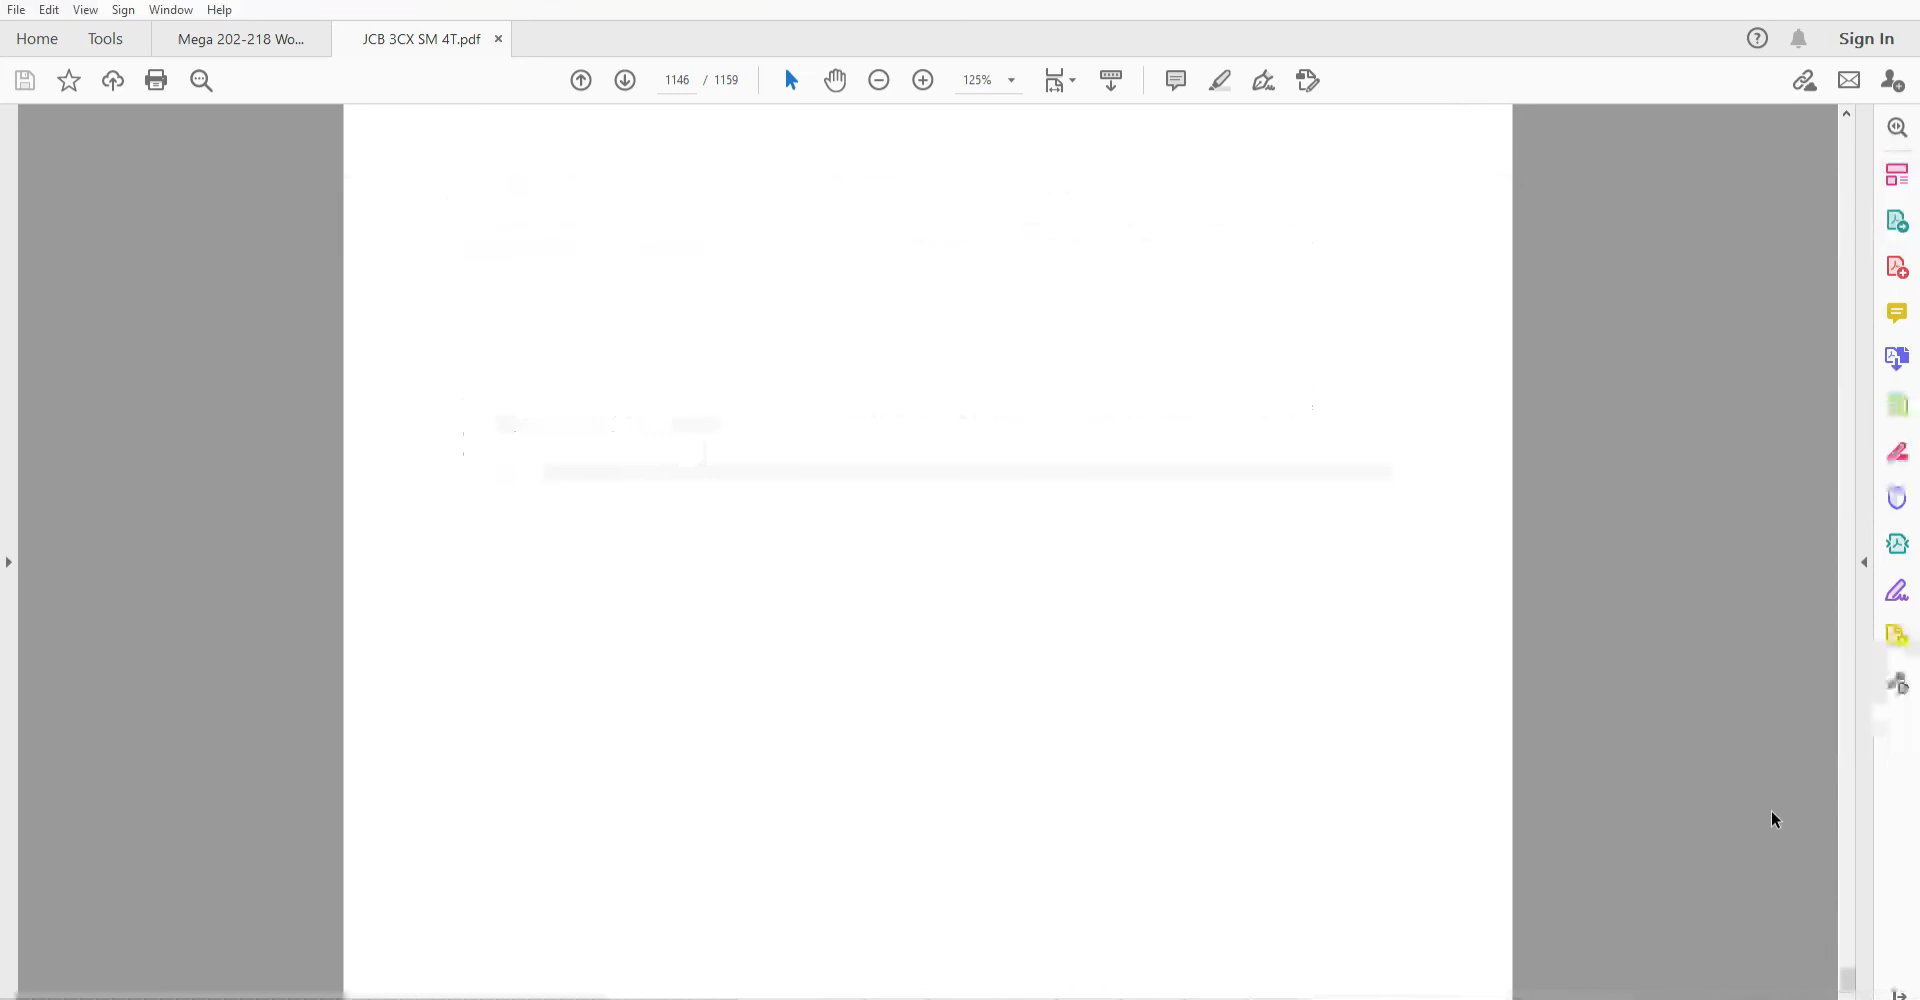 File Edit View Sign Window Help
Home Tools Mega 202-218 Wo... JCB 3CX SM 4T.pdf × Sign In
1146 / 1159 125%